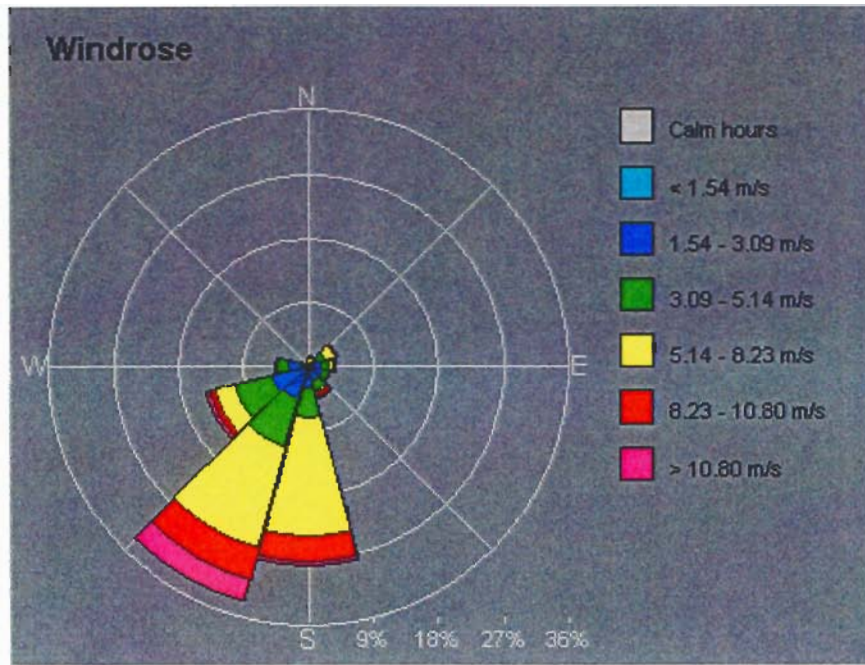 Windrose
N
Calm hours
< 1.54 m/s
1.54 - 3.09 m/s
3.09 - 5.14 m/s
W
E
5.14 - 8.23 m/s
8.23 - 10.80 m/s
> 10.80 m/s
S
9%
18%
27%
36%